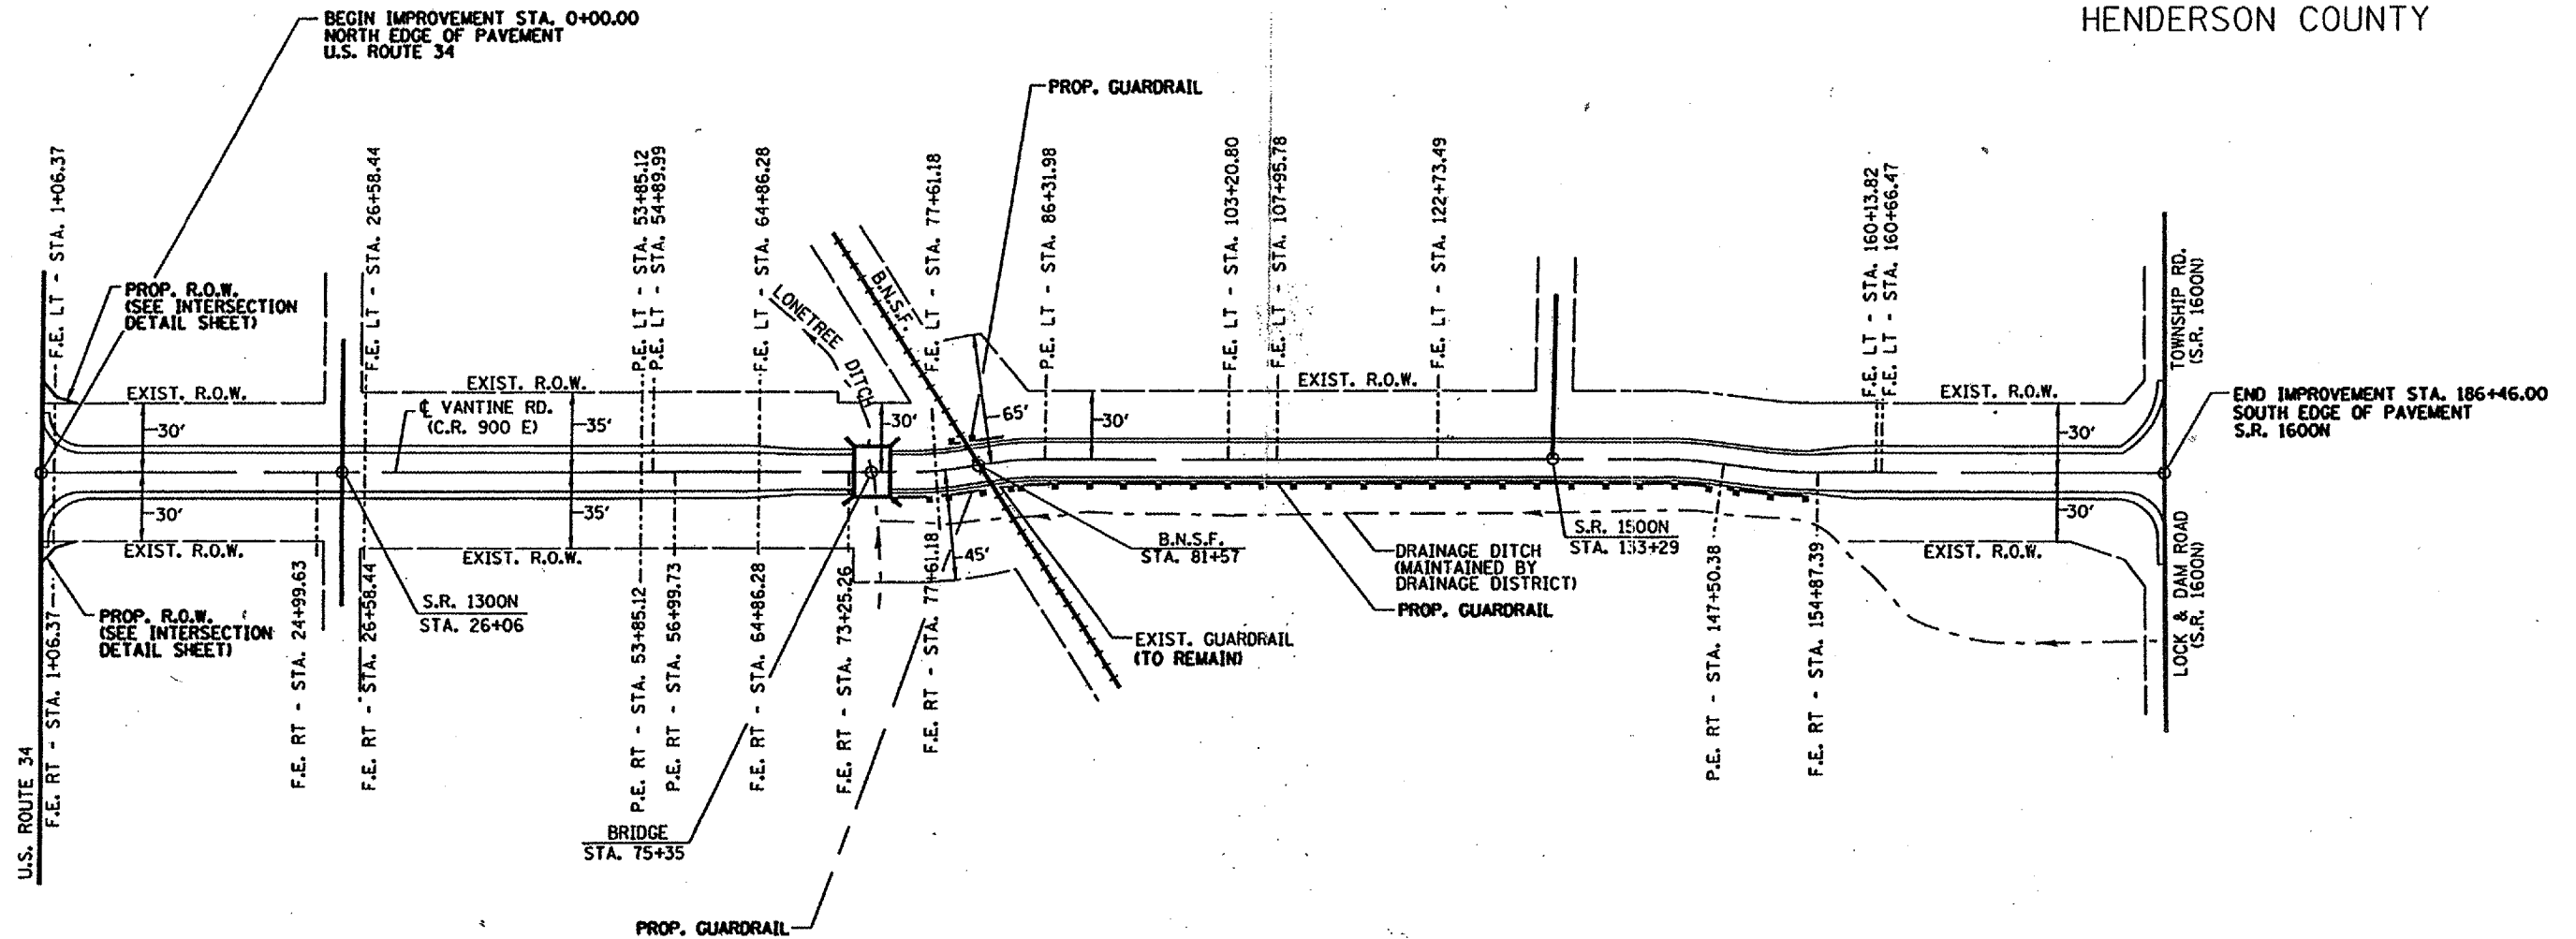 HENDERSON COUNTY
BEGIN IMPROVEMENT STA. 0+00.00
NORTH EDGE OF PAVEMENT
U.S. ROUTE 34
PROP. GUARDRAIL
F.E. LT - STA. 1+06.37
F.E. LT - STA. 26+58.44
P.E. LT - STA. 53+85.12
P.E. LT - STA. 54+89.99
F.E. LT - STA. 64+86.28
F.E. LT - STA. 77+61.18
P.E. LT - STA. 86+31.98
F.E. LT - STA. 103+20.80
F.E. LT - STA. 107+95.78
F.E. LT - STA. 122+73.49
F.E. LT - STA. 160+13.82
F.E. LT - STA. 160+66.47
TOWNSHIP RD.
(S.R. 1600N)
PROP. R.O.W.
(SEE INTERSECTION
DETAIL SHEET)
LONETREE DITCH
B.N.S.F.
EXIST. R.O.W.
EXIST. R.O.W.
EXIST. R.O.W.
EXIST. R.O.W.
END IMPROVEMENT STA. 186+46.00
SOUTH EDGE OF PAVEMENT
S.R. 1600N
℄ VANTINE RD.
(C.R. 900 E)
30'
35'
30'
65'
30'
30'
30'
35'
45'
30'
EXIST. R.O.W.
EXIST. R.O.W.
EXIST. R.O.W.
B.N.S.F.
STA. 81+57
DRAINAGE DITCH
(MAINTAINED BY
DRAINAGE DISTRICT)
PROP. GUARDRAIL
S.R. 1500N
STA. 133+29
S.R. 1300N
STA. 26+06
PROP. R.O.W.
(SEE INTERSECTION
DETAIL SHEET)
EXIST. GUARDRAIL
(TO REMAIN)
LOCK & DAM ROAD
(S.R. 1600N)
U.S. ROUTE 34
F.E. RT - STA. 1+06.37
F.E. RT - STA. 24+99.63
F.E. RT - STA. 26+58.44
P.E. RT - STA. 53+85.12
P.E. RT - STA. 56+99.73
F.E. RT - STA. 64+86.28
F.E. RT - STA. 73+25.26
F.E. RT - STA. 77+61.18
P.E. RT - STA. 147+50.38
F.E. RT - STA. 154+87.39
BRIDGE
STA. 75+35
PROP. GUARDRAIL